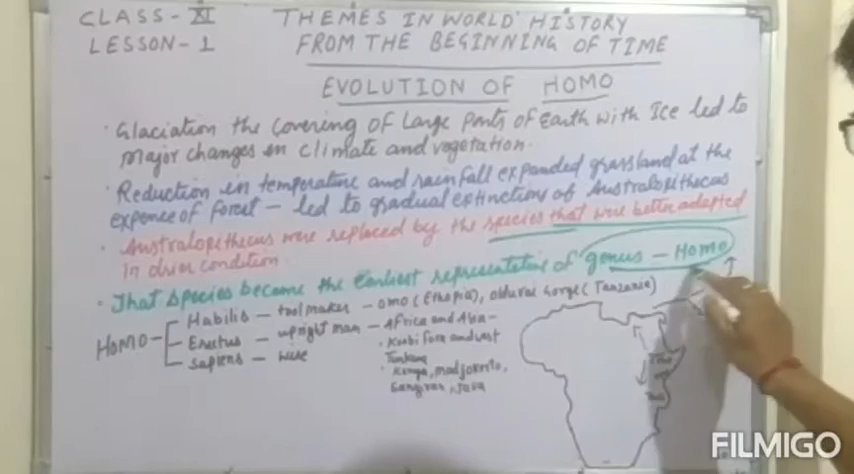 CLASS - XI
LESSON - 1
THEMES IN WORLD HISTORY
FROM THE BEGINNING OF TIME
EVOLUTION OF HOMO
• Glaciation the covering of Large parts of Earth with Ice led to
major changes in climate and vegetation.
• Reduction in temperature and rainfall expanded grassland at the
expence of forest – led to gradual extinction of Australopithecus
• Australopithecus were replaced by the species that were better adapted
in drier condition
• That species became the Earliest representative of genus – Homo
HOMO –
Habilis – tool maker – omo (Ethopia), olduvai Gorge (Tanzania)
Erectus – upright man – Africa and Asia –
Sapiens – wise
• Koobi fora and west
• Kenya, modjokerto,
Sangiran, Java
FILMIGO